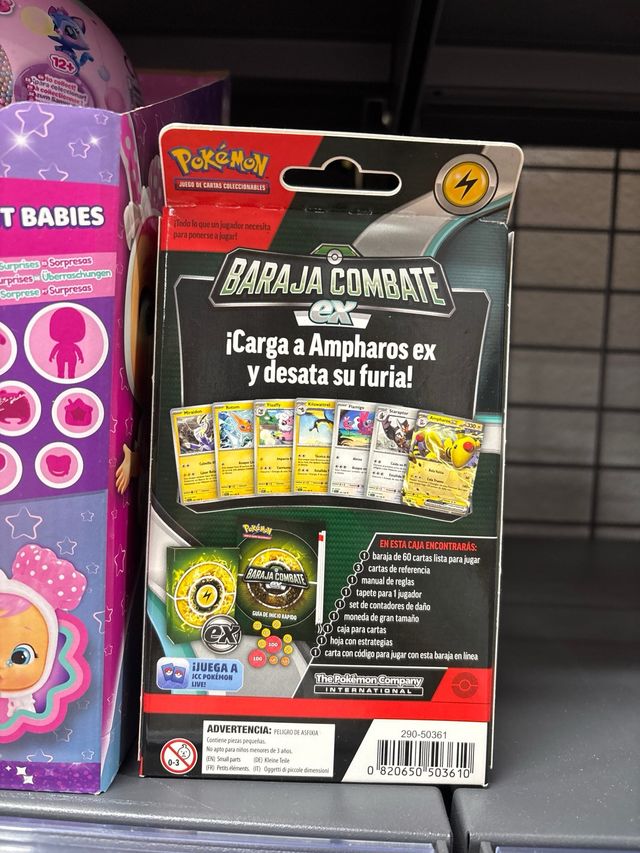 12+
T BABIES
Surprises
Sorpresas
Überraschungen
Sorprese
Surpresas
POKÉMON
JUEGO DE CARTAS COLECCIONABLES
¡Todo lo que un jugador necesita
para ponerse a jugar!
BARAJA COMBATE
ex
¡Carga a Ampharos ex
y desata su furia!
Miraidon
Rotom
Flaaffy
Kilowattrel
Flamigo
Staraptor
Ampharos
330
POKÉMON
BARAJA COMBATE
ex
GUÍA DE INICIO RÁPIDO
ex
100
100
EN ESTA CAJA ENCONTRARÁS:
1 baraja de 60 cartas lista para jugar
3 cartas de referencia
1 manual de reglas
1 tapete para 1 jugador
1 set de contadores de daño
1 moneda de gran tamaño
1 caja para cartas
1 hoja con estrategias
1 carta con código para jugar con esta baraja en línea
¡JUEGA A
JCC POKÉMON
LIVE!
The Pokémon Company
INTERNATIONAL
0-3
ADVERTENCIA: PELIGRO DE ASFIXIA
Contiene piezas pequeñas.
No apto para niños menores de 3 años.
(EN) Small parts (DE) Kleine Teile
(FR) Petits éléments. (IT) Oggetti di piccole dimensioni
290-50361
0 820650 503610